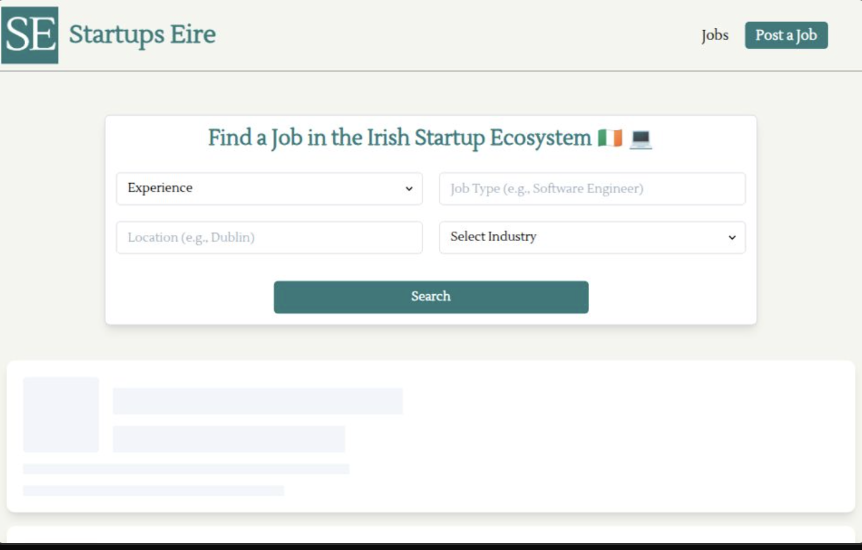 SE Startups Eire
Jobs
Post a Job
Find a Job in the Irish Startup Ecosystem 🇮🇪 💻
Experience
Job Type (e.g., Software Engineer)
Location (e.g., Dublin)
Select Industry
Search